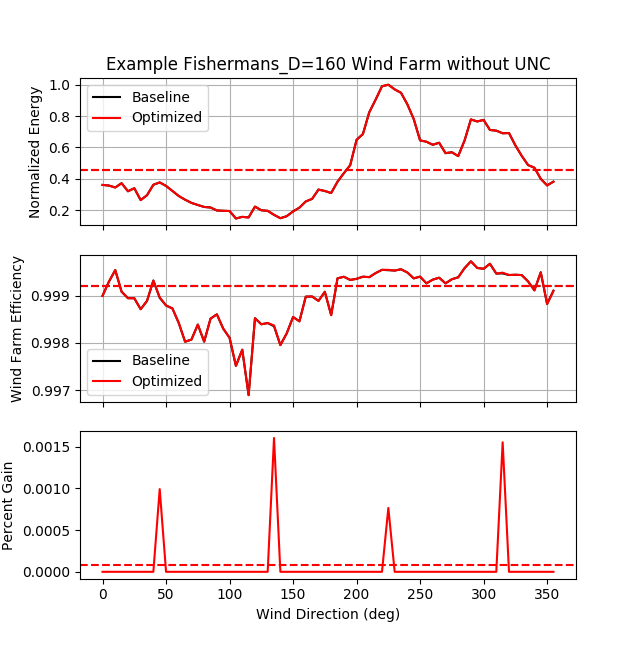 Example Fishermans_D=160 Wind Farm without UNC
Normalized Energy
1.0
0.8
0.6
0.4
0.2
Baseline
Optimized
Wind Farm Efficiency
0.999
0.998
0.997
Baseline
Optimized
Percent Gain
0.0015
0.0010
0.0005
0.0000
0 50 100 150 200 250 300 350
Wind Direction (deg)